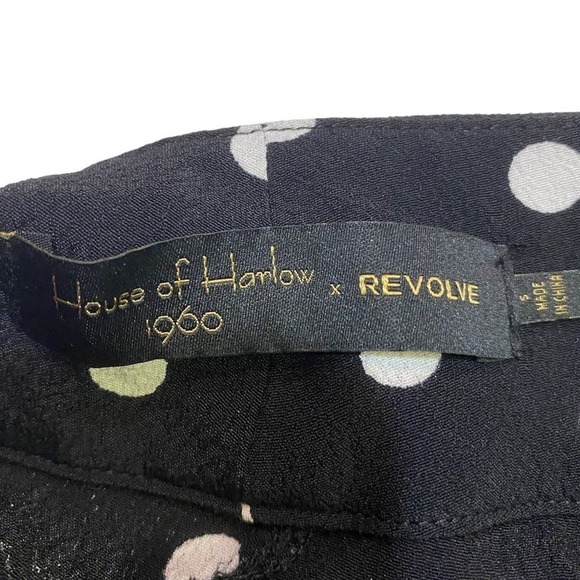 House of Harlow x REVOLVE
1960
S
MADE
IN CHINA